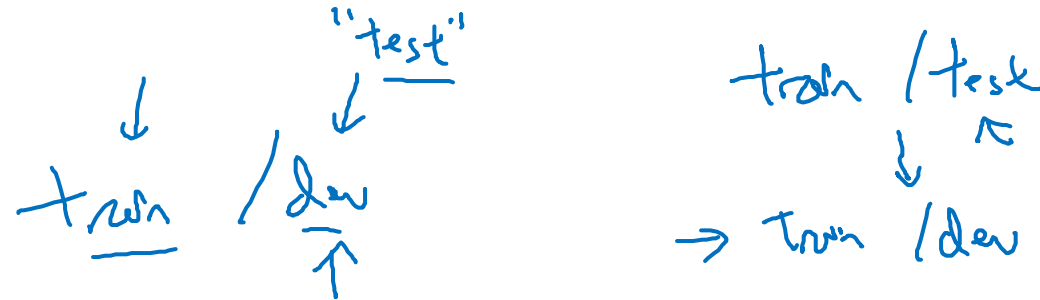 "test"
train / dev
train / test
train / dev